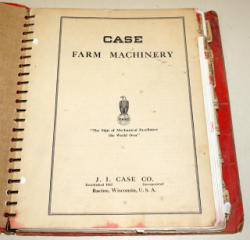 CASE
FARM MACHINERY
"The Sign of Mechanical Excellence
the World Over"
J. I. CASE CO.
Established 1842 Incorporated
Racine, Wisconsin, U. S. A.